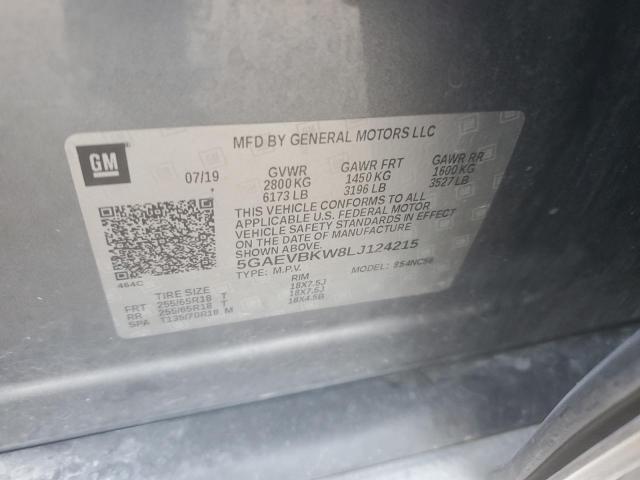 GM
MFD BY GENERAL MOTORS LLC
07/19 GVWR GAWR FRT GAWR RR
2800 KG 1450 KG 1600 KG
6173 LB 3196 LB 3527 LB
THIS VEHICLE CONFORMS TO ALL
APPLICABLE U.S. FEDERAL MOTOR
VEHICLE SAFETY STANDARDS IN EFFECT
ON THE DATE OF MANUFACTURE
SHOWN ABOVE.
5GAEVBKW8LJ124215
464C TYPE: M.P.V. MODEL:
TIRE SIZE RIM
FRT 255/65R18 T 18X7.5J
RR 255/65R18 T 18X7.5J
SPA T135/70R18 M 18X4.5B